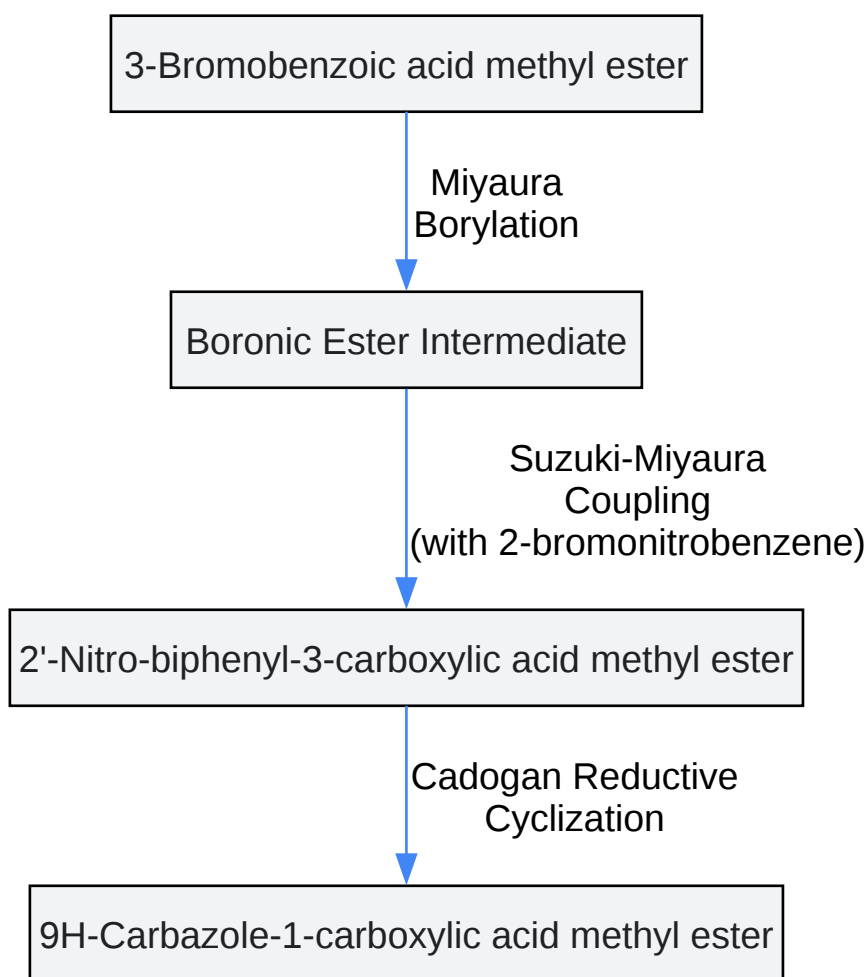 3-Bromobenzoic acid methyl ester
Miyaura
Borylation
Boronic Ester Intermediate
Suzuki-Miyaura
Coupling
(with 2-bromonitrobenzene)
2'-Nitro-biphenyl-3-carboxylic acid methyl ester
Cadogan Reductive
Cyclization
9H-Carbazole-1-carboxylic acid methyl ester